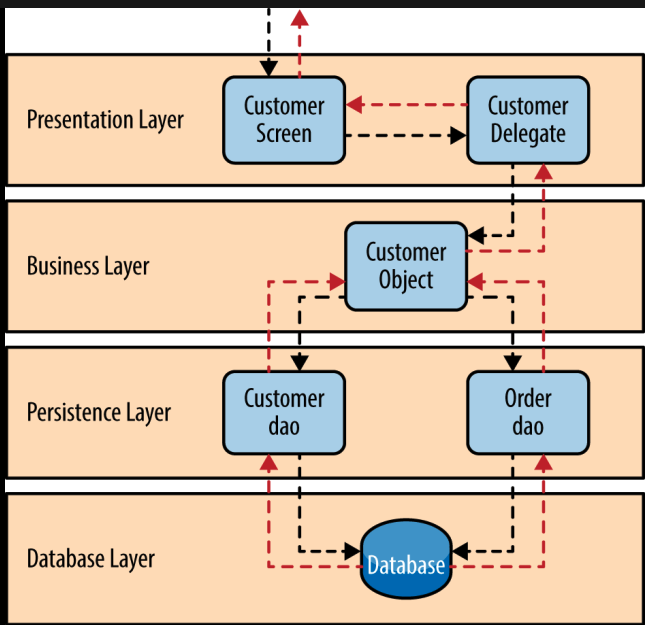 Presentation Layer
Customer
Screen
Customer
Delegate
Business Layer
Customer
Object
Persistence Layer
Customer
dao
Order
dao
Database Layer
Database